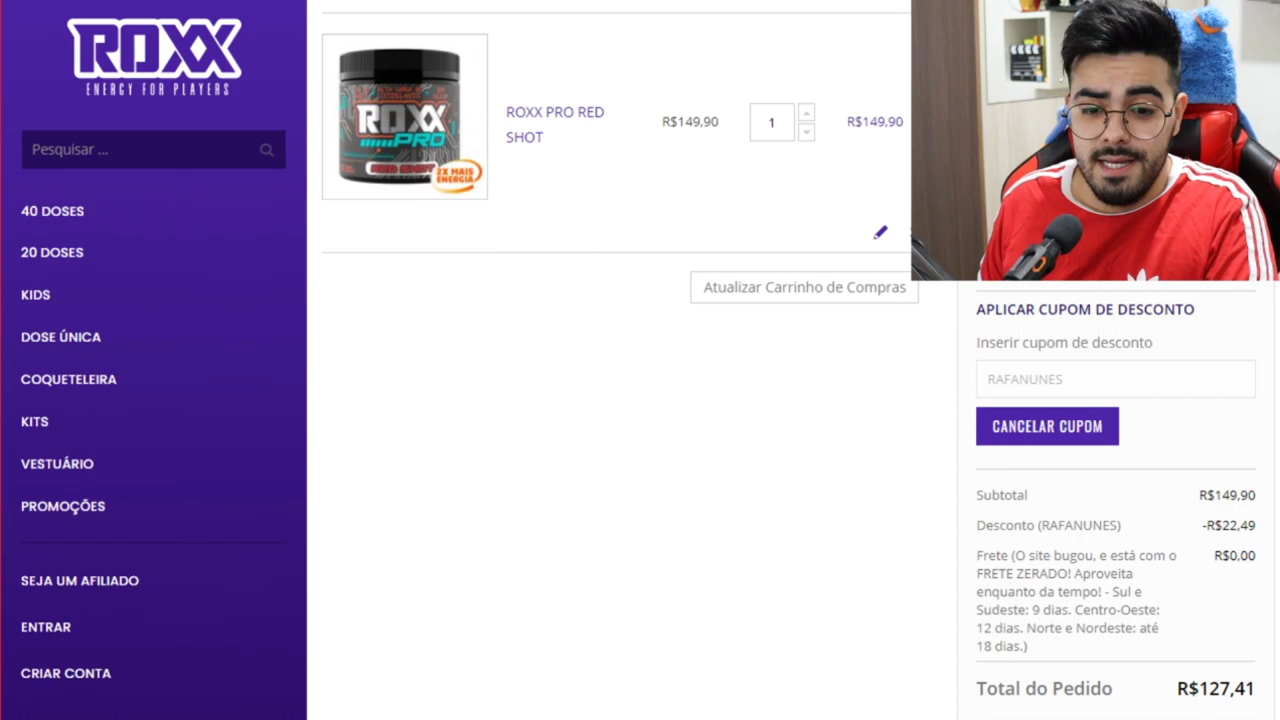 ROXX
ENERGY FOR PLAYERS
Pesquisar ...
40 DOSES
20 DOSES
KIDS
DOSE ÚNICA
COQUETELEIRA
KITS
VESTUÁRIO
PROMOÇÕES
SEJA UM AFILIADO
ENTRAR
CRIAR CONTA
ROXX
PRO
RED SHOT
2X MAIS
ENERGIA
ROXX PRO RED
SHOT
R$149,90
1
R$149,90
Atualizar Carrinho de Compras
APLICAR CUPOM DE DESCONTO
Inserir cupom de desconto
RAFANUNES
CANCELAR CUPOM
Subtotal R$149,90
Desconto (RAFANUNES) -R$22,49
Frete (O site bugou, e está com o R$0,00
FRETE ZERADO! Aproveita
enquanto da tempo! - Sul e
Sudeste: 9 dias. Centro-Oeste:
12 dias. Norte e Nordeste: até
18 dias.)
Total do Pedido R$127,41